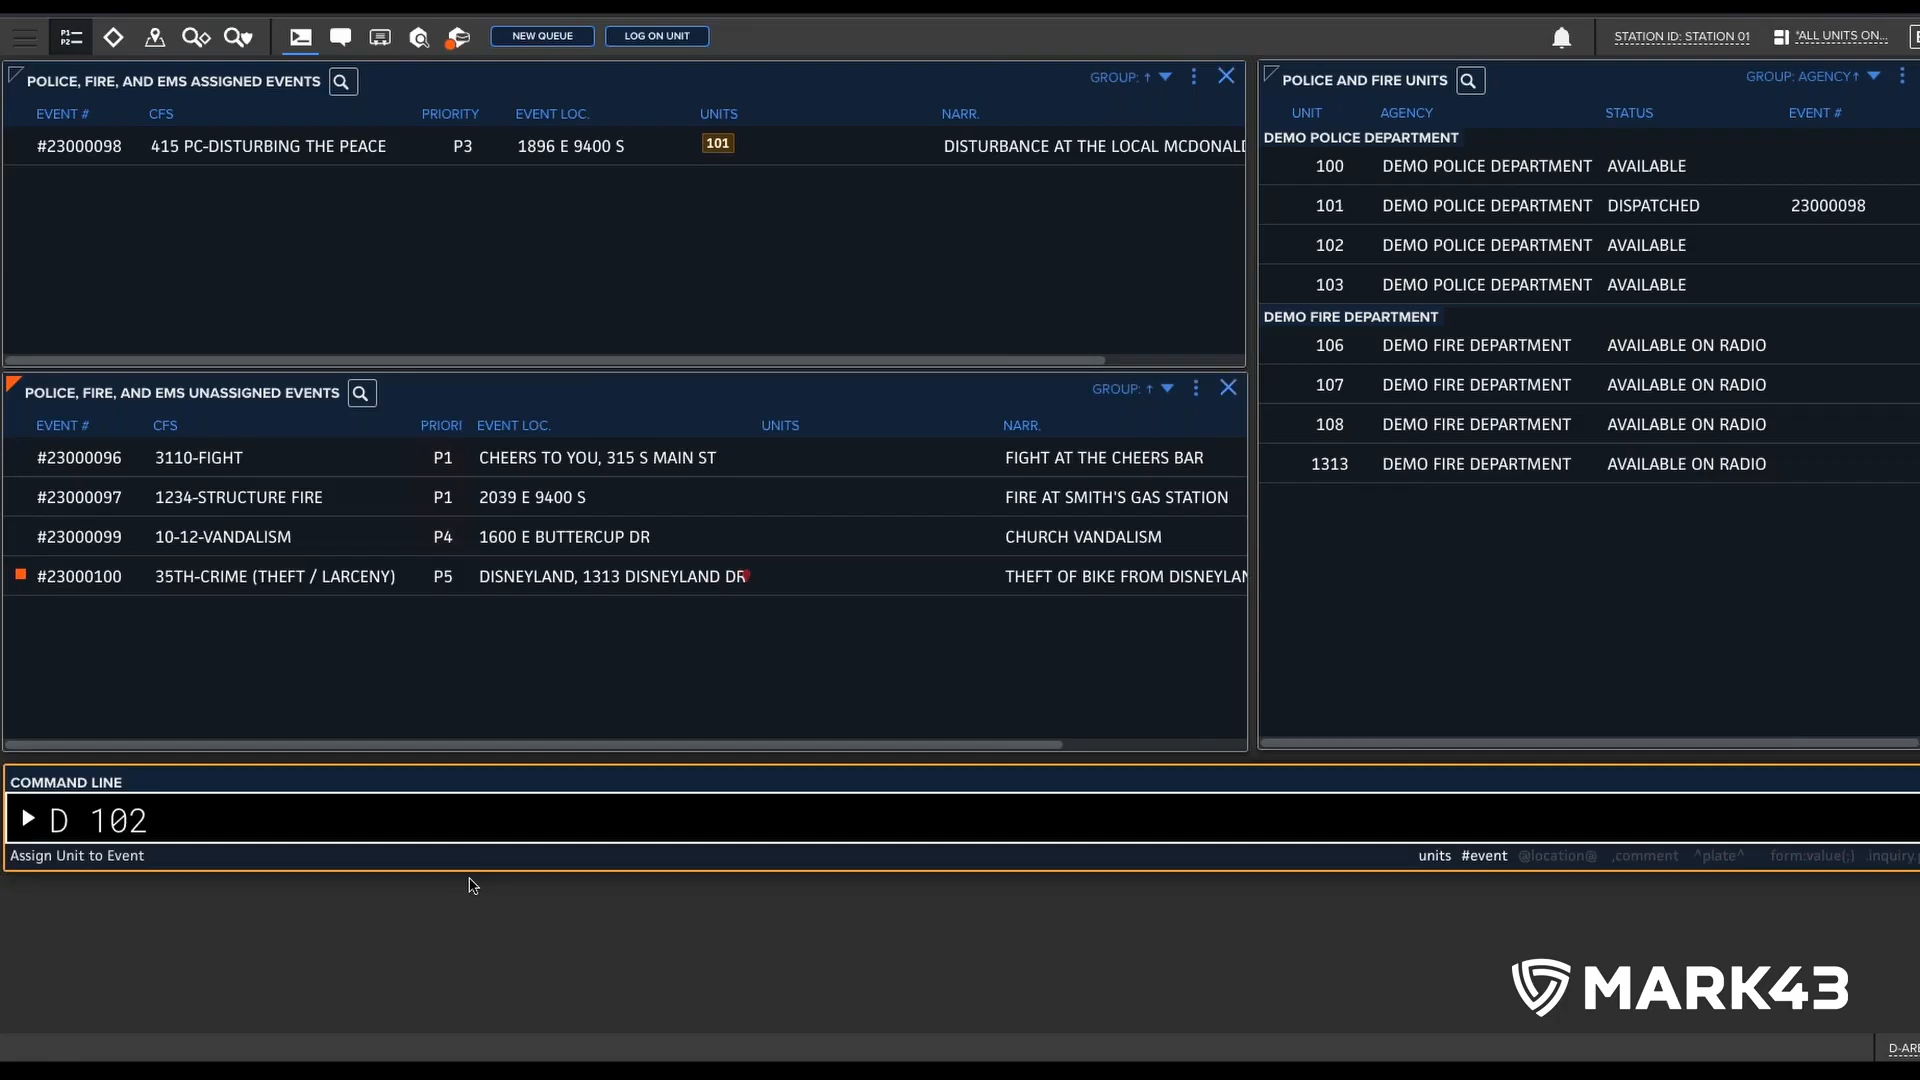 P1
P2
NEW QUEUE
LOG ON UNIT
STATION ID: STATION 01
*ALL UNITS ON...
POLICE, FIRE, AND EMS ASSIGNED EVENTS
GROUP: ↑
EVENT # CFS PRIORITY EVENT LOC. UNITS NARR.
#23000098 415 PC-DISTURBING THE PEACE P3 1896 E 9400 S 101 DISTURBANCE AT THE LOCAL MCDONALD
POLICE, FIRE, AND EMS UNASSIGNED EVENTS
GROUP: ↑
EVENT # CFS PRIORI EVENT LOC. UNITS NARR.
#23000096 3110-FIGHT P1 CHEERS TO YOU, 315 S MAIN ST FIGHT AT THE CHEERS BAR
#23000097 1234-STRUCTURE FIRE P1 2039 E 9400 S FIRE AT SMITH'S GAS STATION
#23000099 10-12-VANDALISM P4 1600 E BUTTERCUP DR CHURCH VANDALISM
#23000100 35TH-CRIME (THEFT / LARCENY) P5 DISNEYLAND, 1313 DISNEYLAND DR THEFT OF BIKE FROM DISNEYLAN
POLICE AND FIRE UNITS
GROUP: AGENCY↑
UNIT AGENCY STATUS EVENT #
DEMO POLICE DEPARTMENT
100 DEMO POLICE DEPARTMENT AVAILABLE
101 DEMO POLICE DEPARTMENT DISPATCHED 23000098
102 DEMO POLICE DEPARTMENT AVAILABLE
103 DEMO POLICE DEPARTMENT AVAILABLE
DEMO FIRE DEPARTMENT
106 DEMO FIRE DEPARTMENT AVAILABLE ON RADIO
107 DEMO FIRE DEPARTMENT AVAILABLE ON RADIO
108 DEMO FIRE DEPARTMENT AVAILABLE ON RADIO
1313 DEMO FIRE DEPARTMENT AVAILABLE ON RADIO
COMMAND LINE
D 102
Assign Unit to Event
units #event @location@ ,comment ^plate^ form:value(;) .inquiry.
MARK43
D-ARE